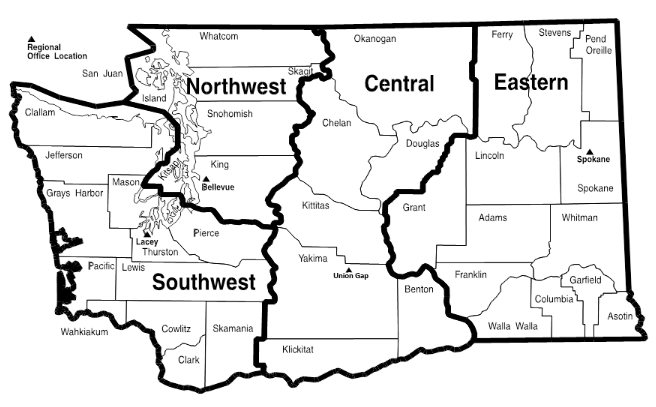 Regional
Office Location
Whatcom
Okanogan
Ferry
Stevens
Pend
Oreille
San Juan
Skagit
Northwest
Central
Eastern
Island
Clallam
Snohomish
Chelan
Douglas
Jefferson
King
Kitsap
Lincoln
Spokane
Spokane
Mason
Bellevue
Grays Harbor
Kittitas
Grant
Adams
Whitman
Pierce
Lacey
Thurston
Yakima
Union Gap
Pacific
Lewis
Southwest
Benton
Franklin
Garfield
Columbia
Asotin
Wahkiakum
Cowlitz
Skamania
Walla Walla
Clark
Klickitat